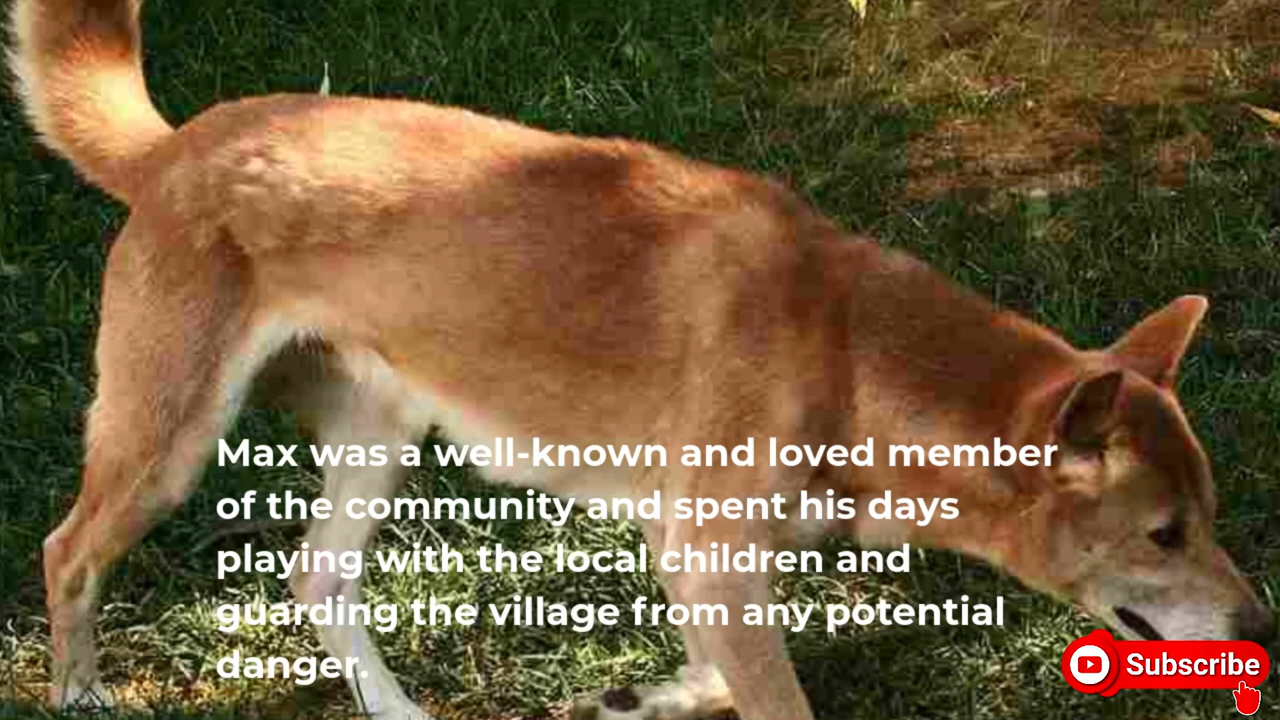 Max was a well-known and loved member
of the community and spent his days
playing with the local children and
guarding the village from any potential
danger.
Subscribe